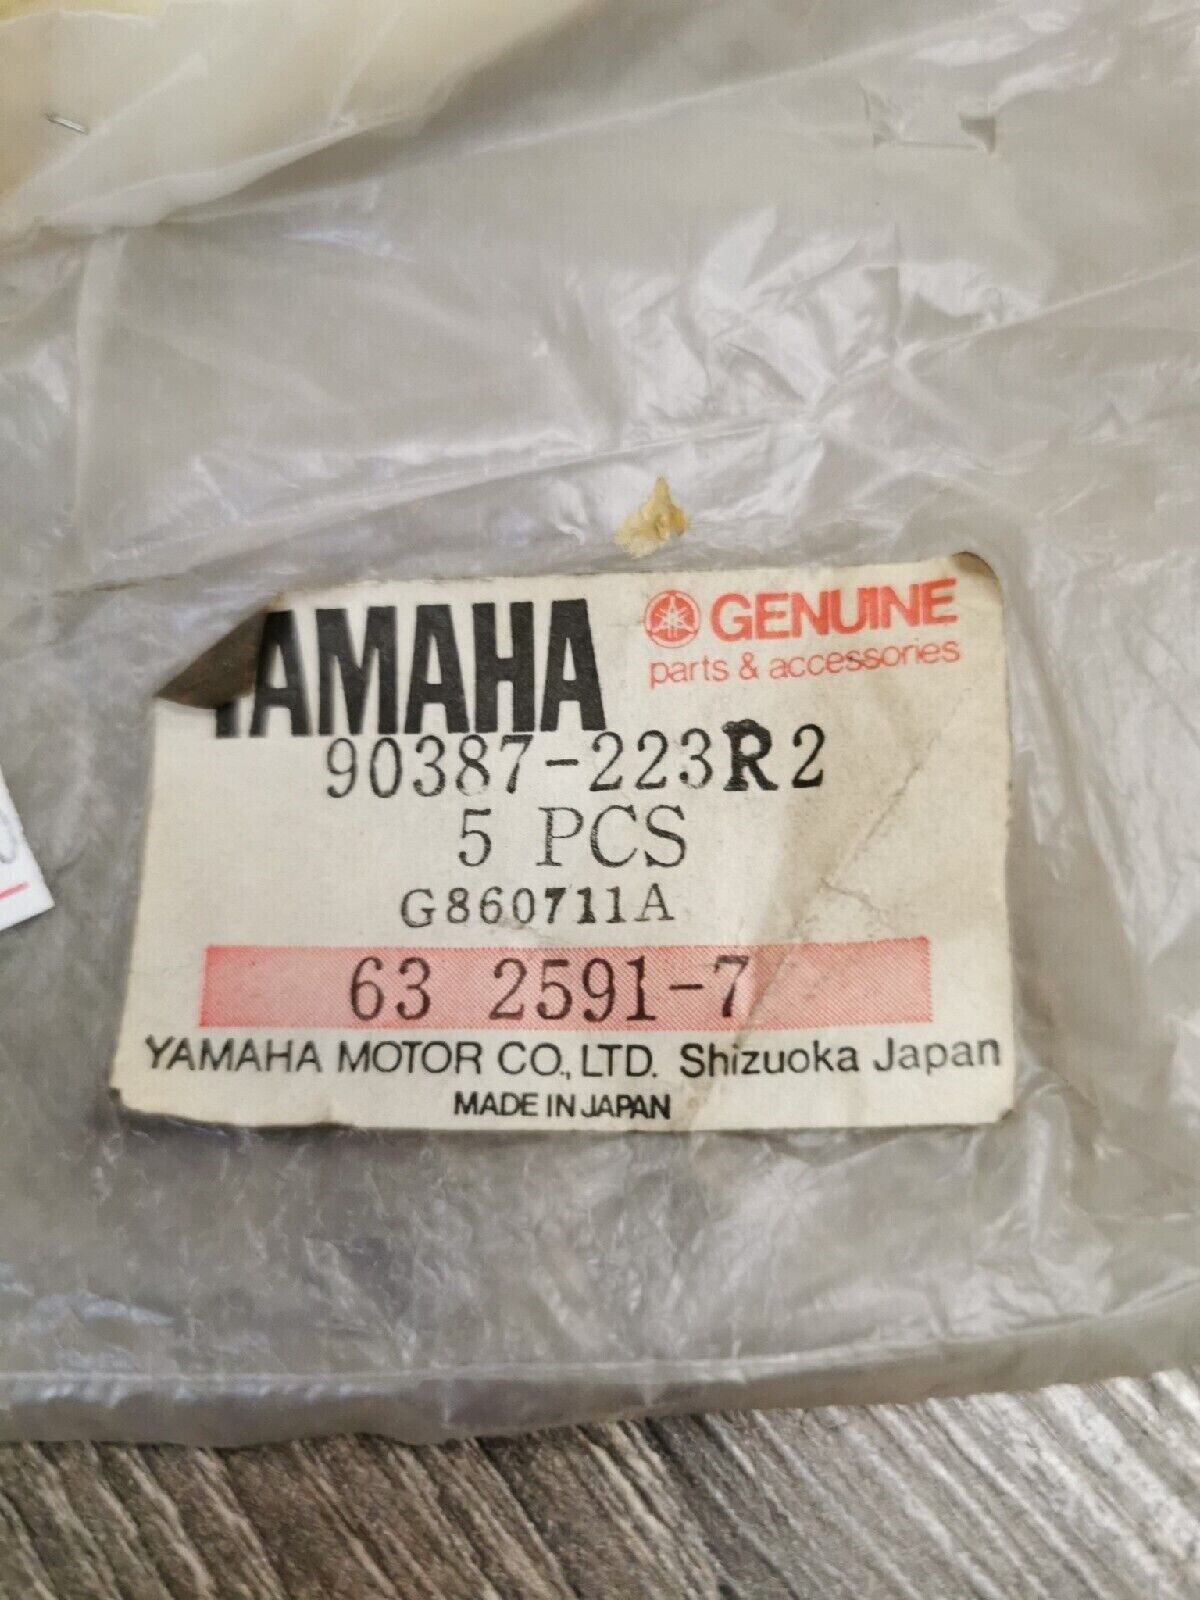 YAMAHA
GENUINE
parts & accessories
90387-223R2
5 PCS
G860711A
63 2591-7
YAMAHA MOTOR CO., LTD. Shizuoka Japan
MADE IN JAPAN